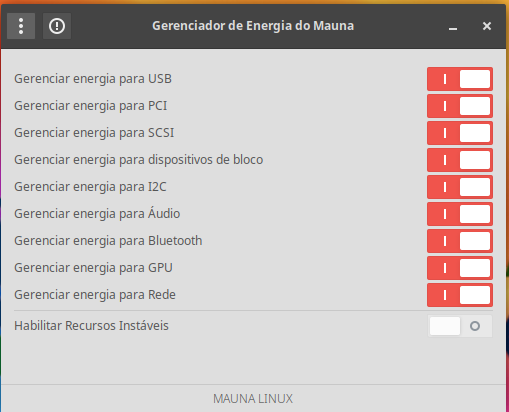 Gerenciador de Energia do Mauna
Gerenciar energia para USB
Gerenciar energia para PCI
Gerenciar energia para SCSI
Gerenciar energia para dispositivos de bloco
Gerenciar energia para I2C
Gerenciar energia para Áudio
Gerenciar energia para Bluetooth
Gerenciar energia para GPU
Gerenciar energia para Rede
Habilitar Recursos Instáveis
MAUNA LINUX